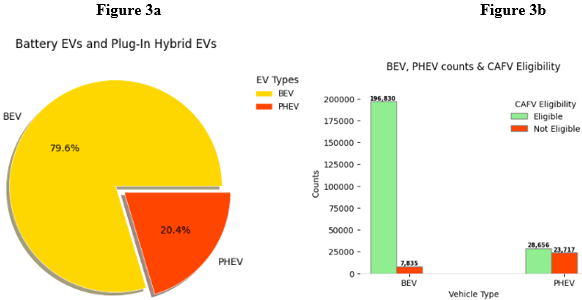 Figure 3a
Battery EVs and Plug-In Hybrid EVs
EV Types
BEV
PHEV
BEV
79.6%
20.4%
PHEV
Figure 3b
BEV, PHEV counts & CAFV Eligibility
CAFV Eligibility
Eligible
Not Eligible
Counts
200000
175000
150000
125000
100000
75000
50000
25000
0
196,830
7,835
28,656
23,717
BEV
PHEV
Vehicle Type